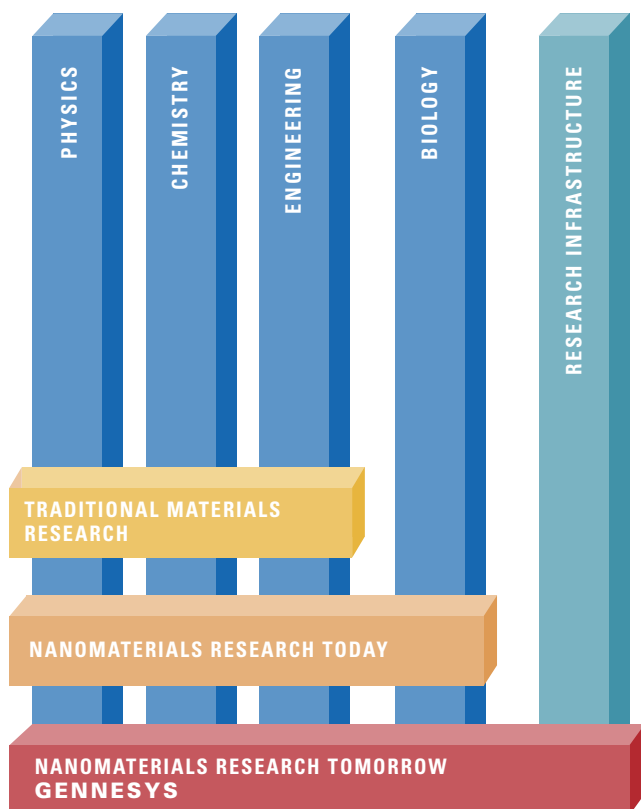 PHYSICS
CHEMISTRY
ENGINEERING
BIOLOGY
RESEARCH INFRASTRUCTURE
TRADITIONAL MATERIALS
RESEARCH
NANOMATERIALS RESEARCH TODAY
NANOMATERIALS RESEARCH TOMORROW
GENNESYS